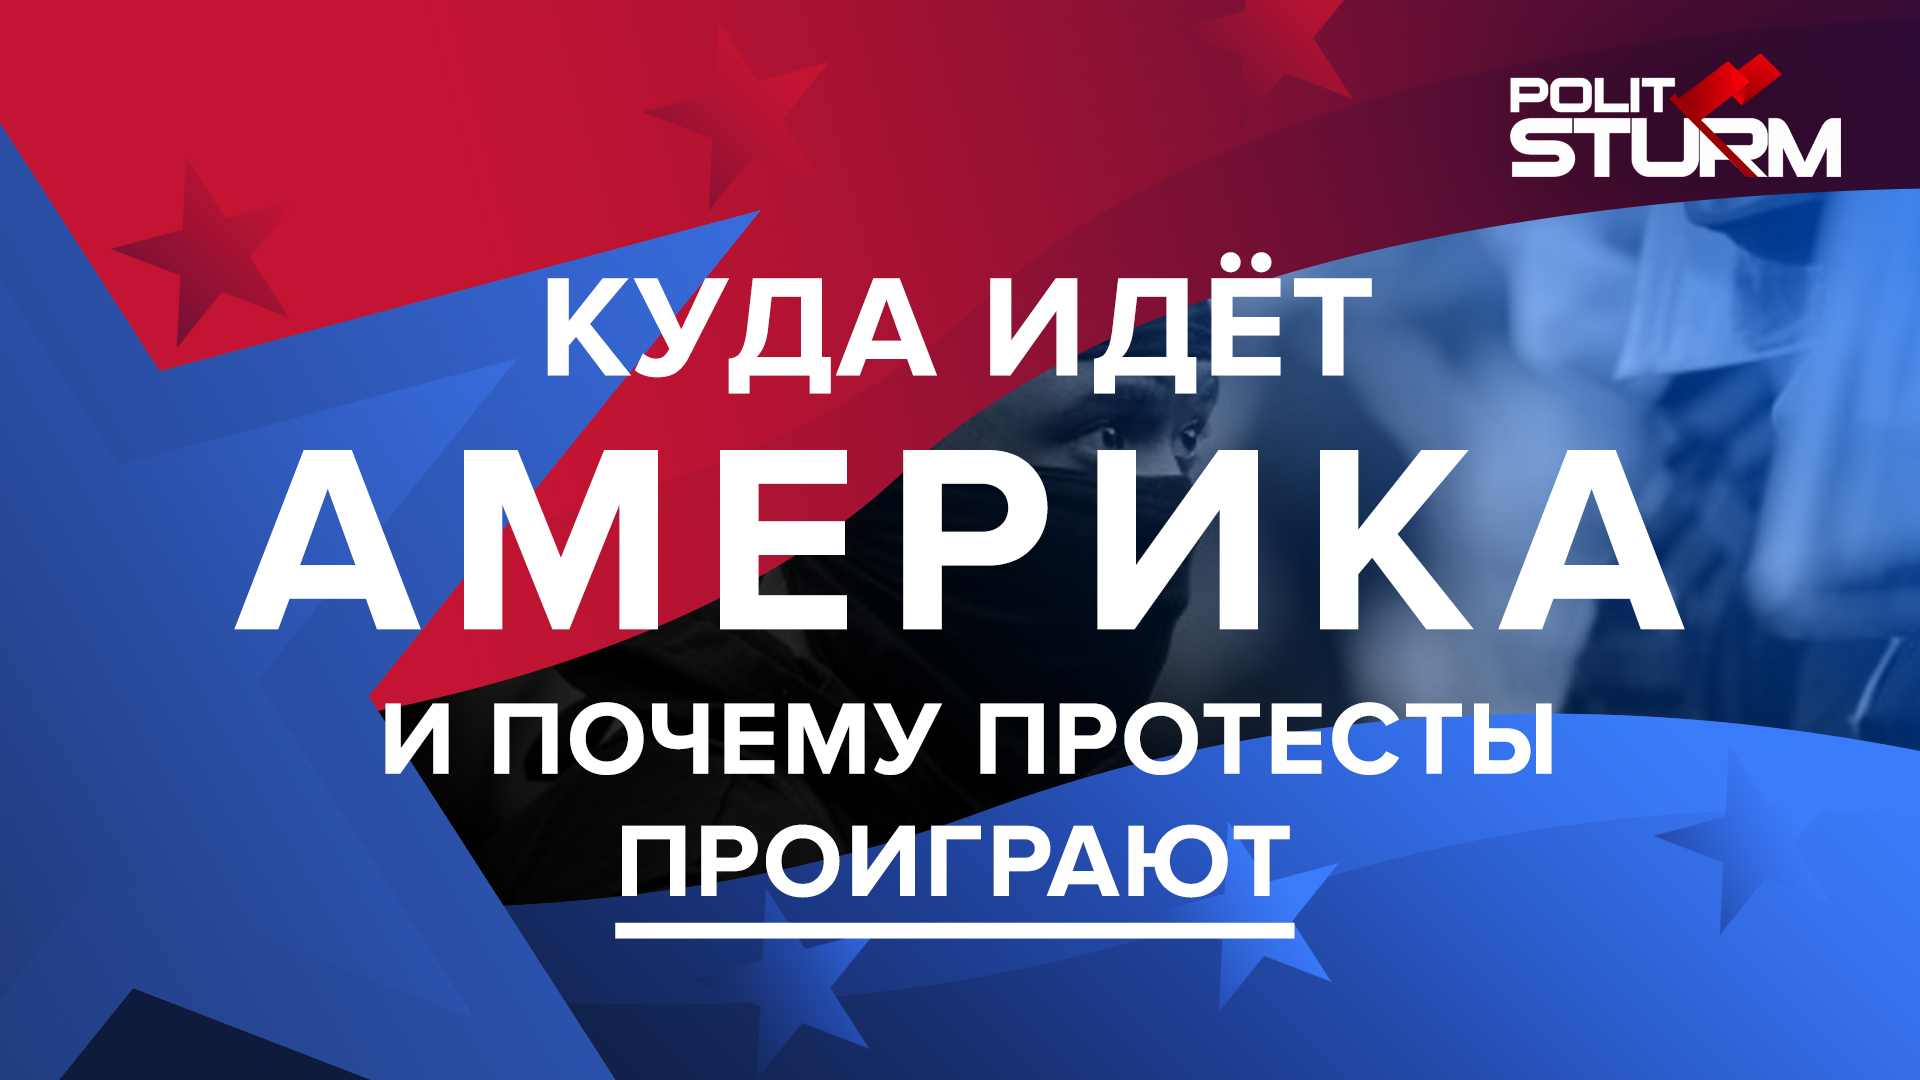 POLIT
STURM
КУДА ИДЁТ
АМЕРИКА
И ПОЧЕМУ ПРОТЕСТЫ
ПРОИГРАЮТ